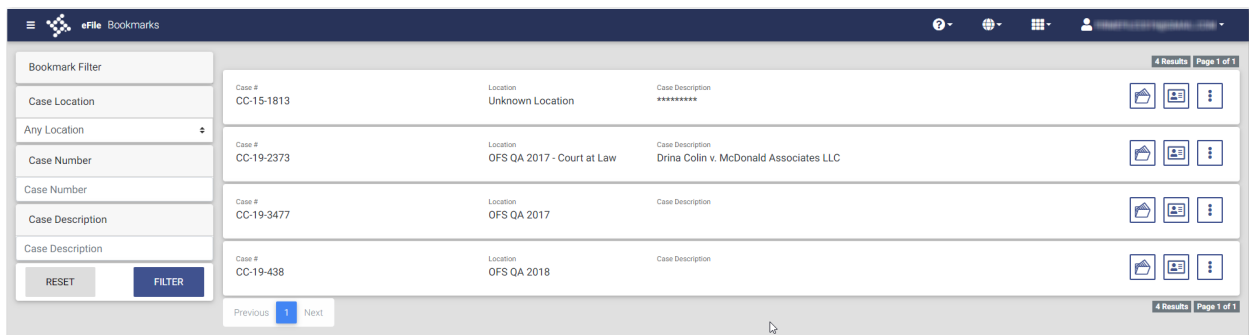 eFile Bookmarks
Bookmark Filter
Case Location
Any Location
Case Number
Case Number
Case Description
Case Description
RESET FILTER
4 Results Page 1 of 1
Case # Location Case Description
CC-15-1813 Unknown Location *********
Case # Location Case Description
CC-19-2373 OFS QA 2017 - Court at Law Drina Colin v. McDonald Associates LLC
Case # Location Case Description
CC-19-3477 OFS QA 2017
Case # Location Case Description
CC-19-438 OFS QA 2018
Previous 1 Next
4 Results Page 1 of 1